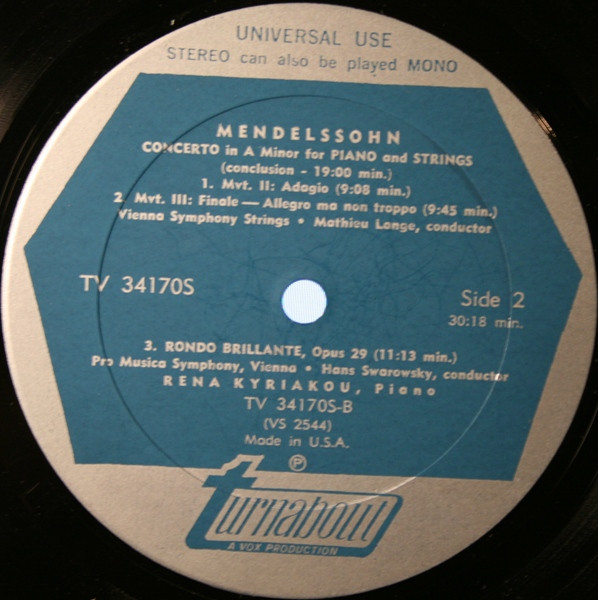 UNIVERSAL USE
STEREO can also be played MONO
MENDELSSOHN
CONCERTO in A Minor for PIANO and STRINGS
(conclusion - 19:00 min.)
1. Mvt. II: Adagio (9:08 min.)
2. Mvt. III: Finale — Allegro ma non troppo (9:45 min.)
Vienna Symphony Strings • Mathieu Lange, conductor
TV 34170S
Side 2
30:18 min.
3. RONDO BRILLANTE, Opus 29 (11:13 min.)
Pro Musica Symphony, Vienna • Hans Swarowsky, conductor
RENA KYRIAKOU, Piano
TV 34170S-B
(VS 2544)
Made in U.S.A.
℗
turnabout
A VOX PRODUCTION